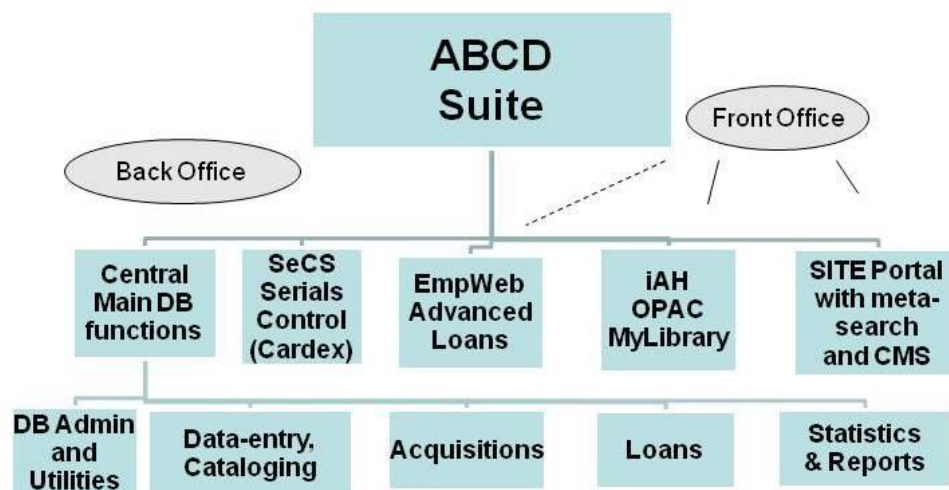 ABCD
Suite
Front Office
Back Office
Central
Main DB
functions
SeCS
Serials
Control
(Cardex)
EmpWeb
Advanced
Loans
iAH
OPAC
MyLibrary
SITE Portal
with meta-
search
and CMS
DB Admin
and
Utilities
Data-entry,
Cataloging
Acquisitions
Loans
Statistics
& Reports